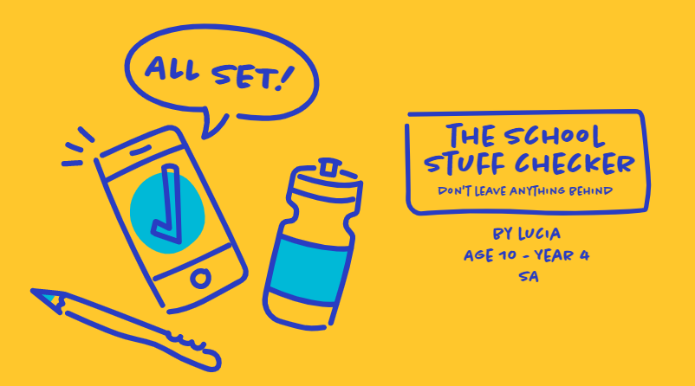 ALL SET!
THE SCHOOL
STUFF CHECKER
DON'T LEAVE ANYTHING BEHIND
BY LUCIA
AGE 10 - YEAR 4
SA